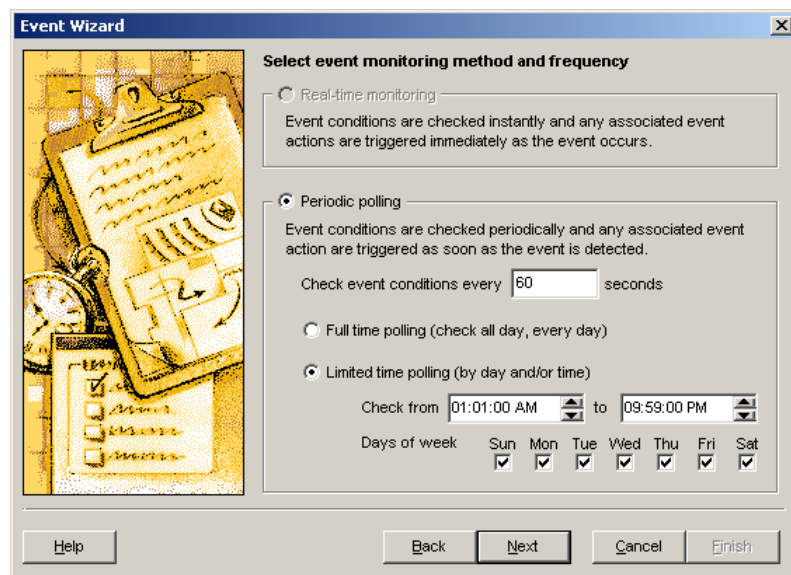 Event Wizard
Select event monitoring method and frequency
Real-time monitoring
Event conditions are checked instantly and any associated event
actions are triggered immediately as the event occurs.
Periodic polling
Event conditions are checked periodically and any associated event
action are triggered as soon as the event is detected.
Check event conditions every 60 seconds
Full time polling (check all day, every day)
Limited time polling (by day and/or time)
Check from 01:01:00 AM to 09:59:00 PM
Days of week Sun Mon Tue Wed Thu Fri Sat
Help Back Next Cancel Finish